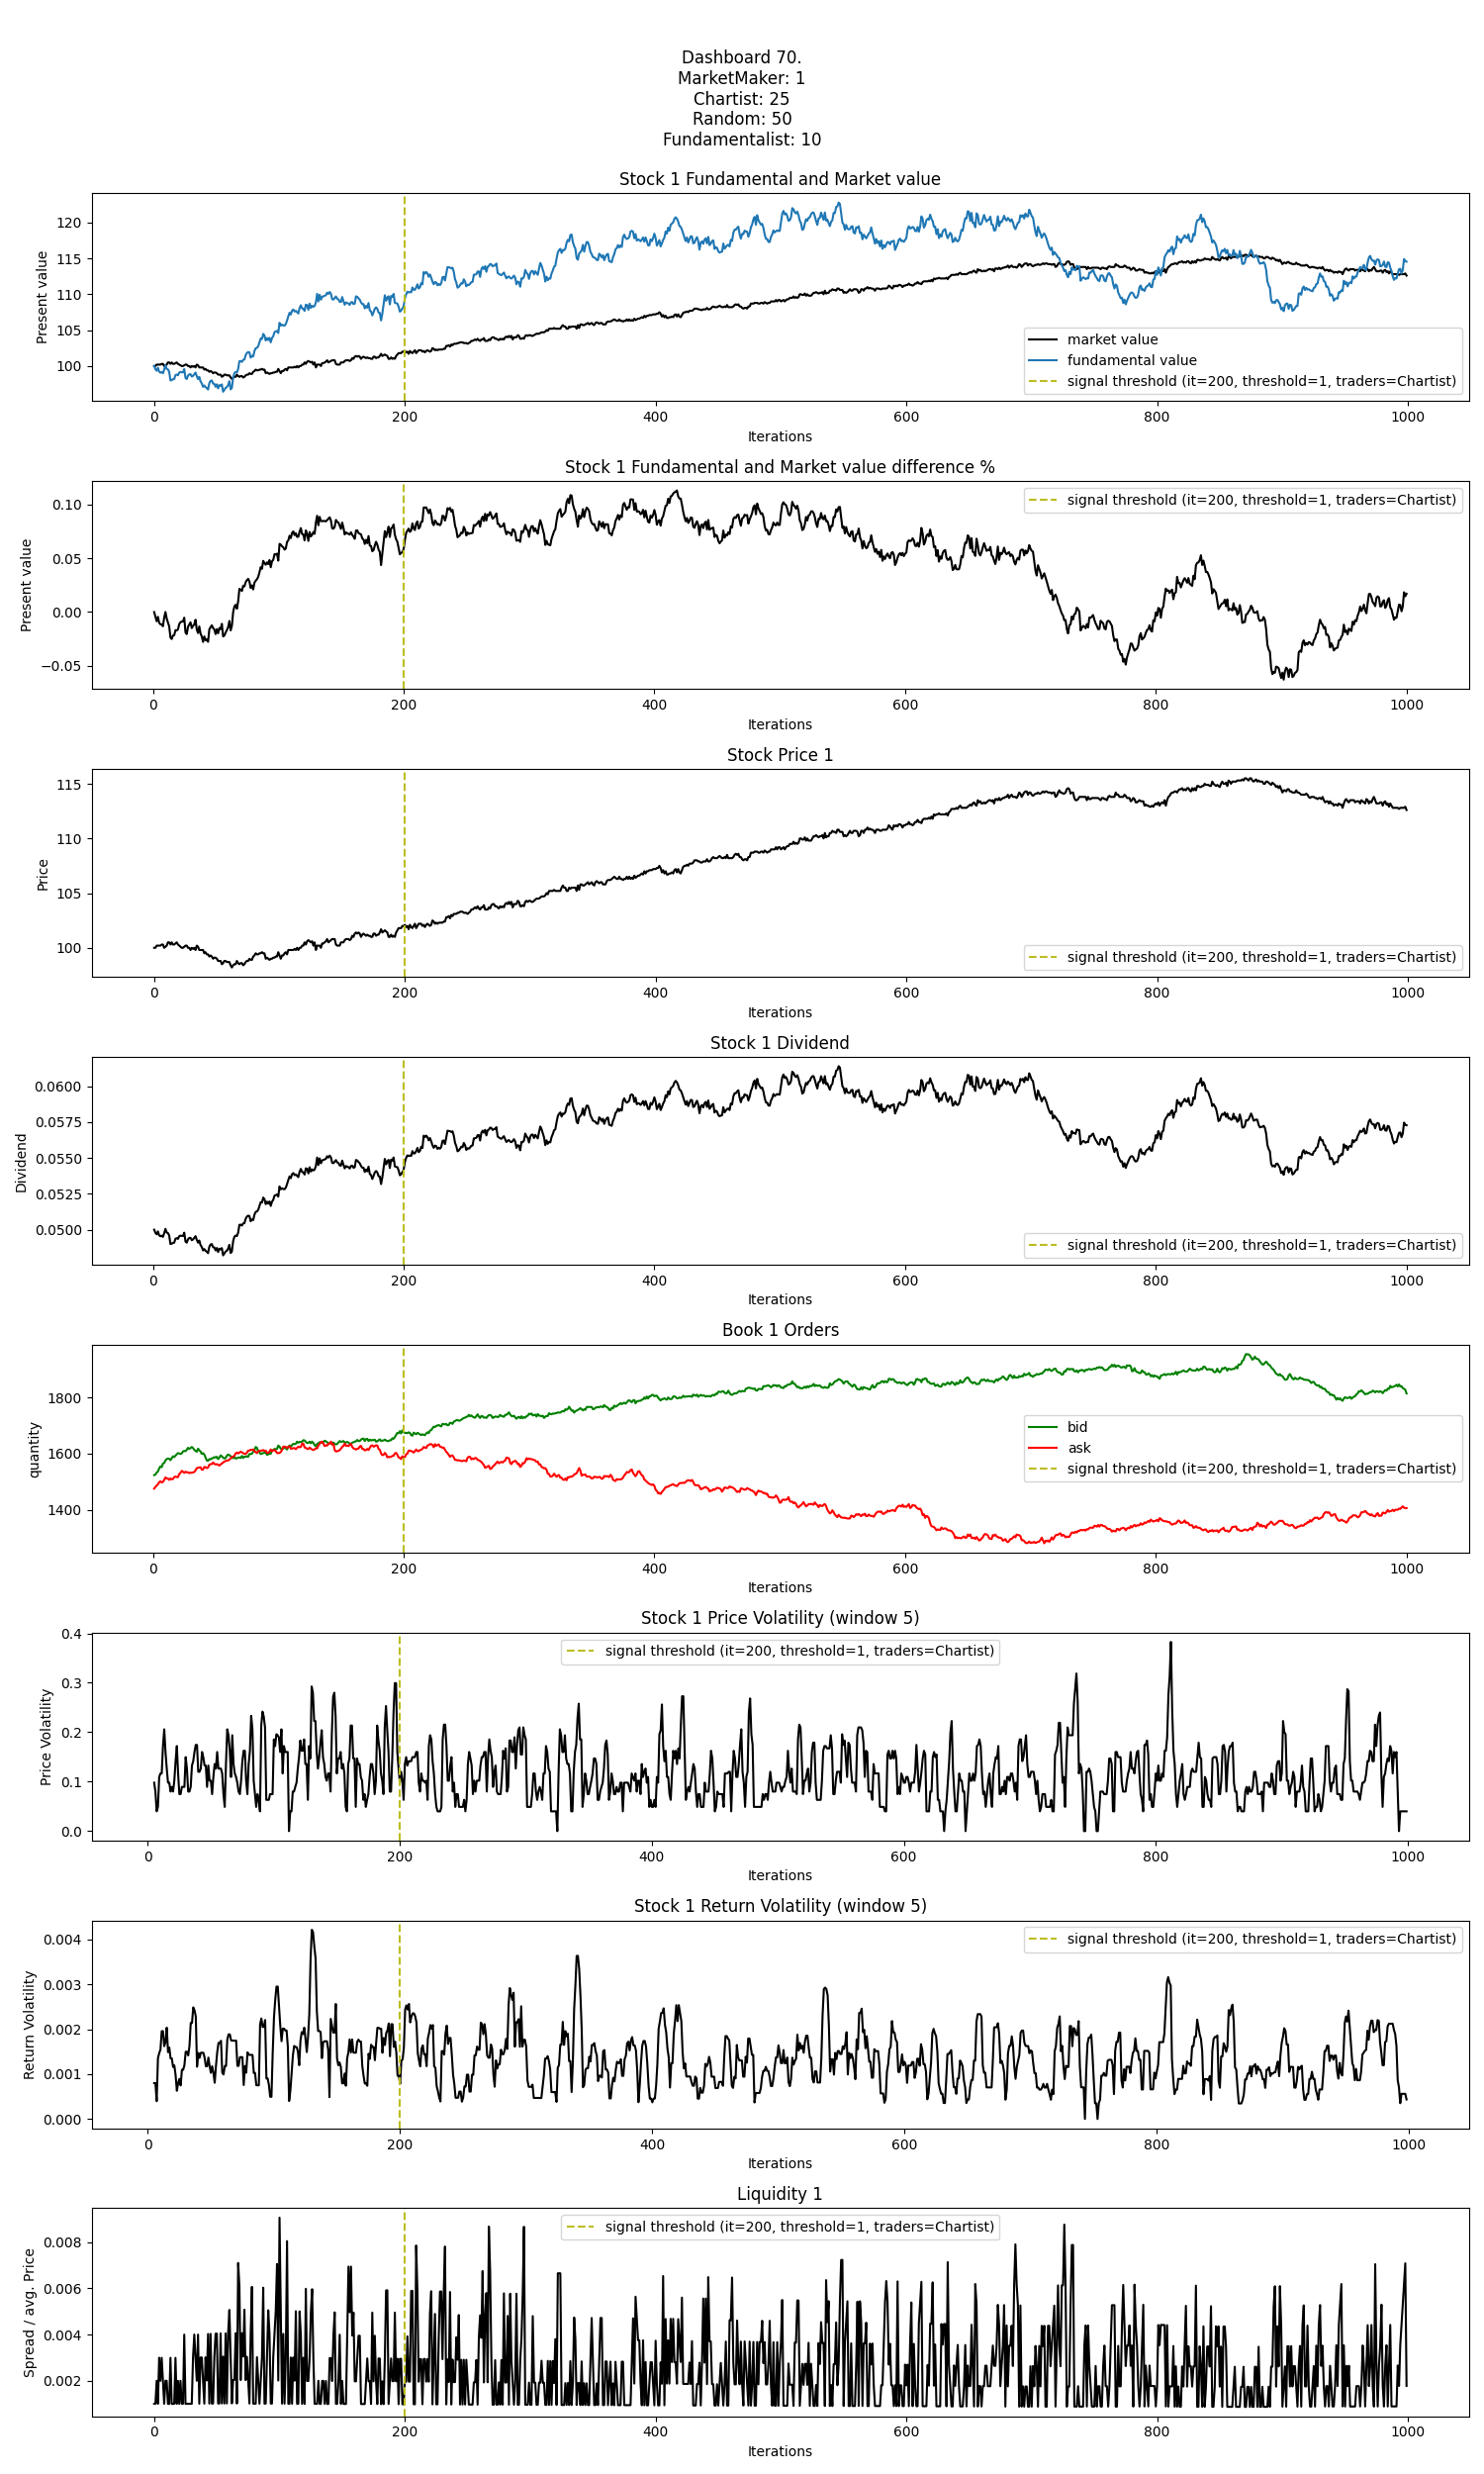 Dashboard 70.
MarketMaker: 1
Chartist: 25
Random: 50
Fundamentalist: 10
Stock 1 Fundamental and Market value
Present value
120
115
110
105
100
market value
fundamental value
signal threshold (it=200, threshold=1, traders=Chartist)
0 200 400 600 800 1000
Iterations
Stock 1 Fundamental and Market value difference %
Present value
0.10
0.05
0.00
−0.05
signal threshold (it=200, threshold=1, traders=Chartist)
0 200 400 600 800 1000
Iterations
Stock Price 1
Price
115
110
105
100
signal threshold (it=200, threshold=1, traders=Chartist)
0 200 400 600 800 1000
Iterations
Stock 1 Dividend
Dividend
0.0600
0.0575
0.0550
0.0525
0.0500
signal threshold (it=200, threshold=1, traders=Chartist)
0 200 400 600 800 1000
Iterations
Book 1 Orders
quantity
1800
1600
1400
bid
ask
signal threshold (it=200, threshold=1, traders=Chartist)
0 200 400 600 800 1000
Iterations
Stock 1 Price Volatility (window 5)
Price Volatility
0.4
0.3
0.2
0.1
0.0
signal threshold (it=200, threshold=1, traders=Chartist)
0 200 400 600 800 1000
Iterations
Stock 1 Return Volatility (window 5)
Return Volatility
0.004
0.003
0.002
0.001
0.000
signal threshold (it=200, threshold=1, traders=Chartist)
0 200 400 600 800 1000
Iterations
Liquidity 1
Spread / avg. Price
0.008
0.006
0.004
0.002
signal threshold (it=200, threshold=1, traders=Chartist)
0 200 400 600 800 1000
Iterations